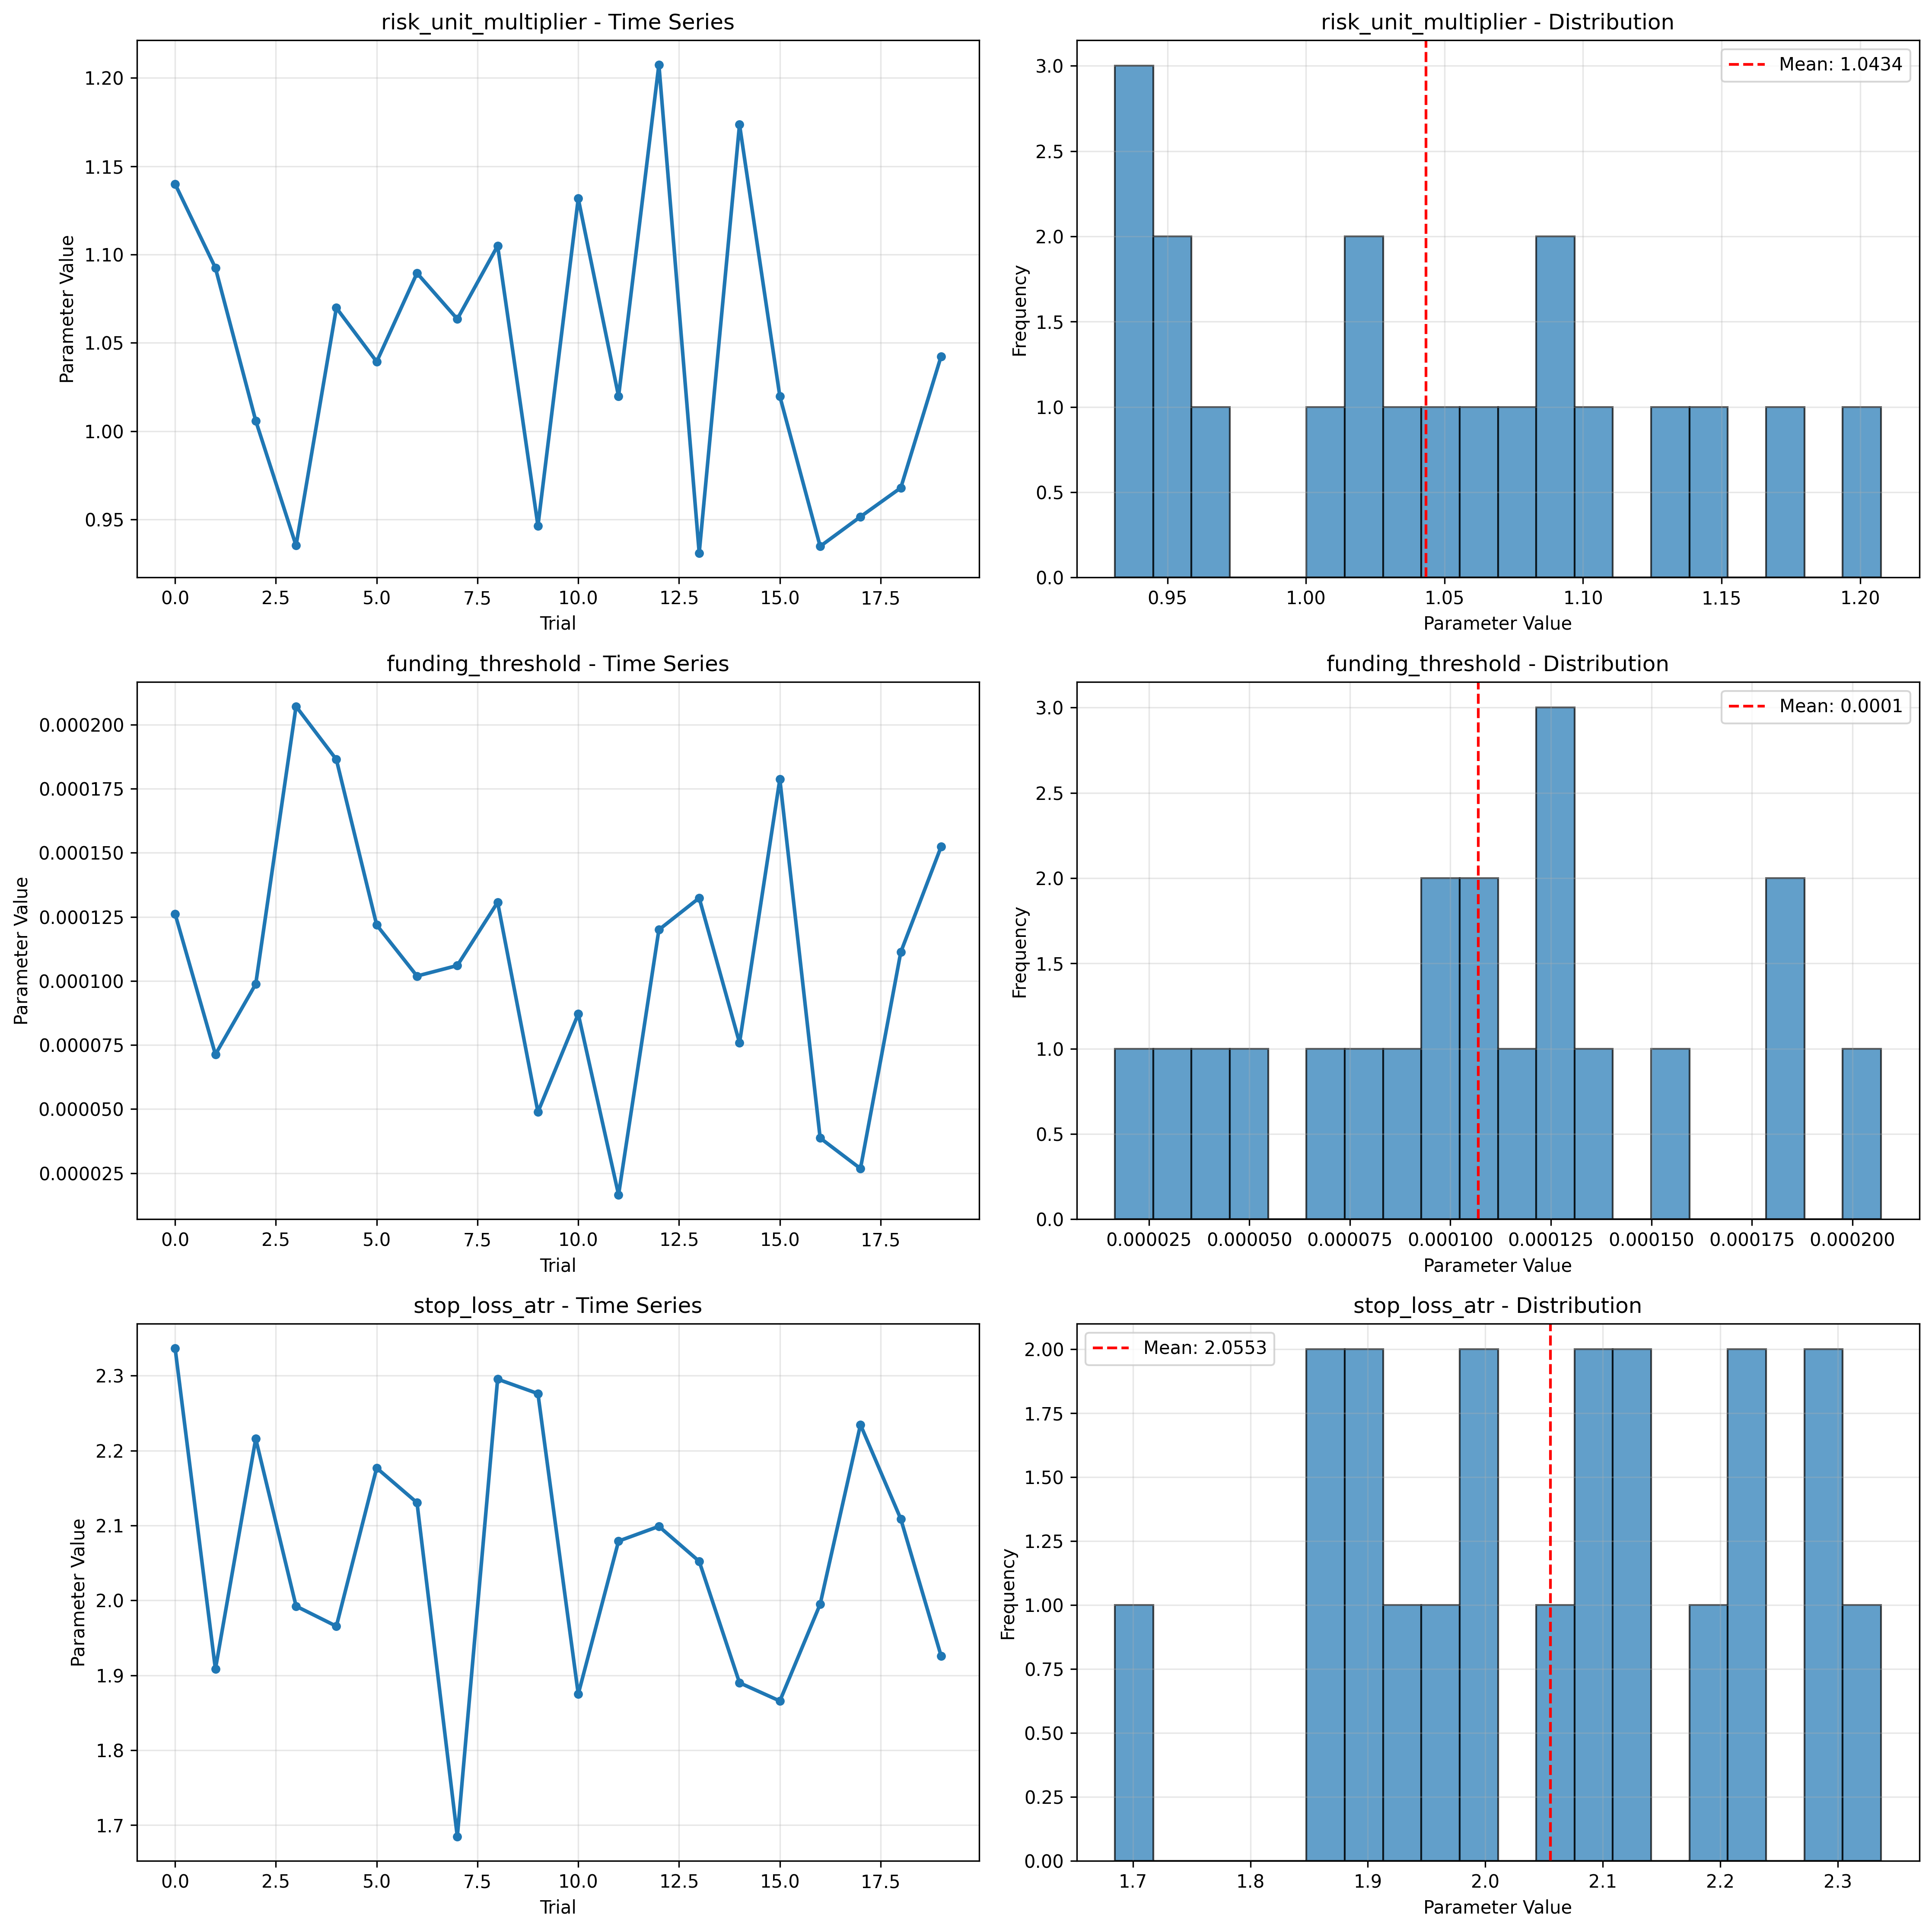 risk_unit_multiplier - Time Series
1.20
1.15
1.10
1.05
1.00
0.95
Parameter Value
0.0 2.5 5.0 7.5 10.0 12.5 15.0 17.5
Trial
risk_unit_multiplier - Distribution
Mean: 1.0434
3.0
2.5
2.0
1.5
1.0
0.5
0.0
Frequency
0.95 1.00 1.05 1.10 1.15 1.20
Parameter Value
funding_threshold - Time Series
0.000200
0.000175
0.000150
0.000125
0.000100
0.000075
0.000050
0.000025
Parameter Value
0.0 2.5 5.0 7.5 10.0 12.5 15.0 17.5
Trial
funding_threshold - Distribution
Mean: 0.0001
3.0
2.5
2.0
1.5
1.0
0.5
0.0
Frequency
0.000025 0.000050 0.000075 0.000100 0.000125 0.000150 0.000175 0.000200
Parameter Value
stop_loss_atr - Time Series
2.3
2.2
2.1
2.0
1.9
1.8
1.7
Parameter Value
0.0 2.5 5.0 7.5 10.0 12.5 15.0 17.5
Trial
stop_loss_atr - Distribution
Mean: 2.0553
2.00
1.75
1.50
1.25
1.00
0.75
0.50
0.25
0.00
Frequency
1.7 1.8 1.9 2.0 2.1 2.2 2.3
Parameter Value